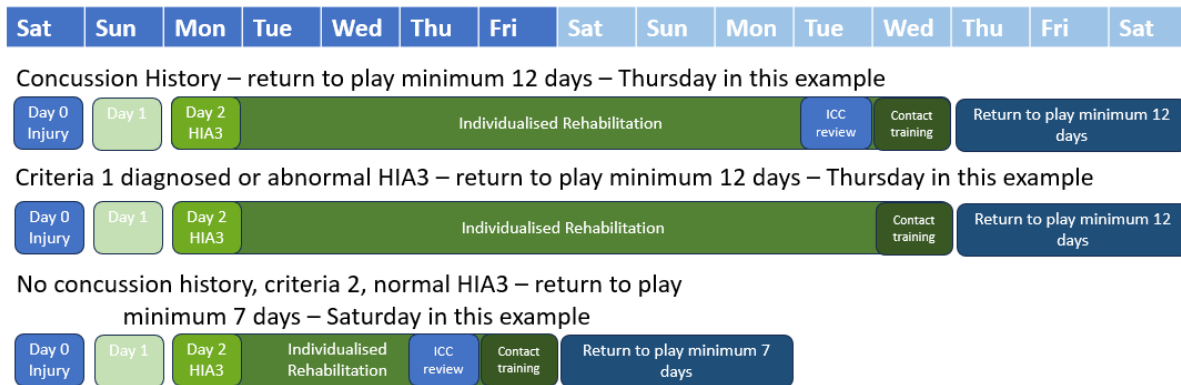 Sat Sun Mon Tue Wed Thu Fri Sat Sun Mon Tue Wed Thu Fri Sat
Concussion History – return to play minimum 12 days – Thursday in this example
Day 0
Injury
Day 1
Day 2
HIA3
Individualised Rehabilitation
ICC
review
Contact
training
Return to play minimum 12
days
Criteria 1 diagnosed or abnormal HIA3 – return to play minimum 12 days – Thursday in this example
Day 0
Injury
Day 1
Day 2
HIA3
Individualised Rehabilitation
Contact
training
Return to play minimum 12
days
No concussion history, criteria 2, normal HIA3 – return to play
minimum 7 days – Saturday in this example
Day 0
Injury
Day 1
Day 2
HIA3
Individualised
Rehabilitation
ICC
review
Contact
training
Return to play minimum 7
days